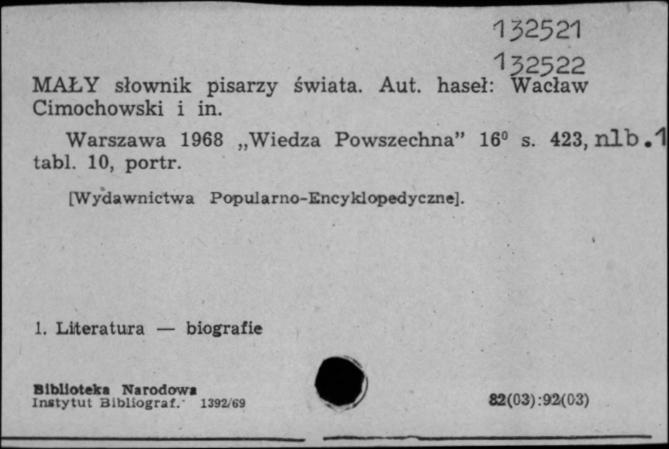 132521
132522
MAŁY słownik pisarzy świata. Aut. haseł: Wacław
Cimochowski i in.
Warszawa 1968 „Wiedza Powszechna” 16⁰ s. 423, nlb.1
tabl. 10, portr.
[Wydawnictwa Popularno-Encyklopedyczne].
1. Literatura — biografie
Biblioteka Narodowa
Instytut Bibliograf. 1392/69
82(03):92(03)